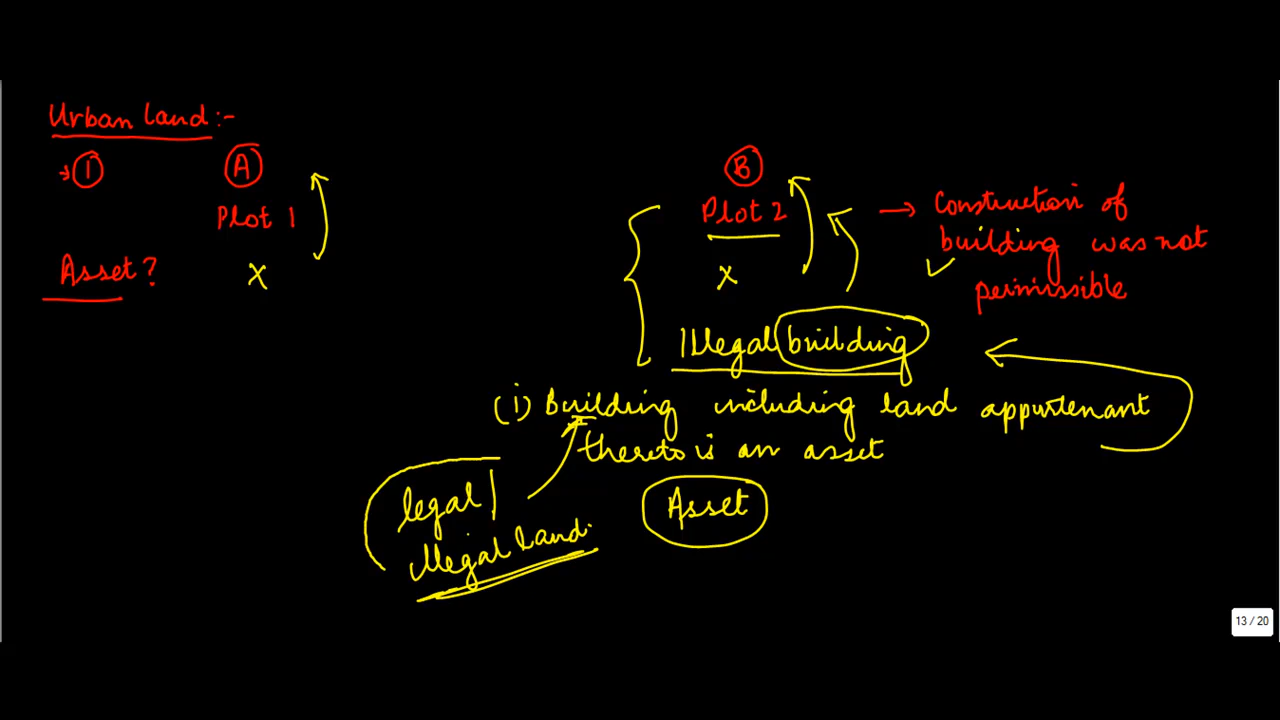 Urban land :-
→ 1 A B
Plot 1 Plot 2 → Construction of
building was not
permissible
Asset? X X
Illegal building
(i) Building including land appurtenant
thereto is an asset
legal / Asset
illegal land.
13 / 20